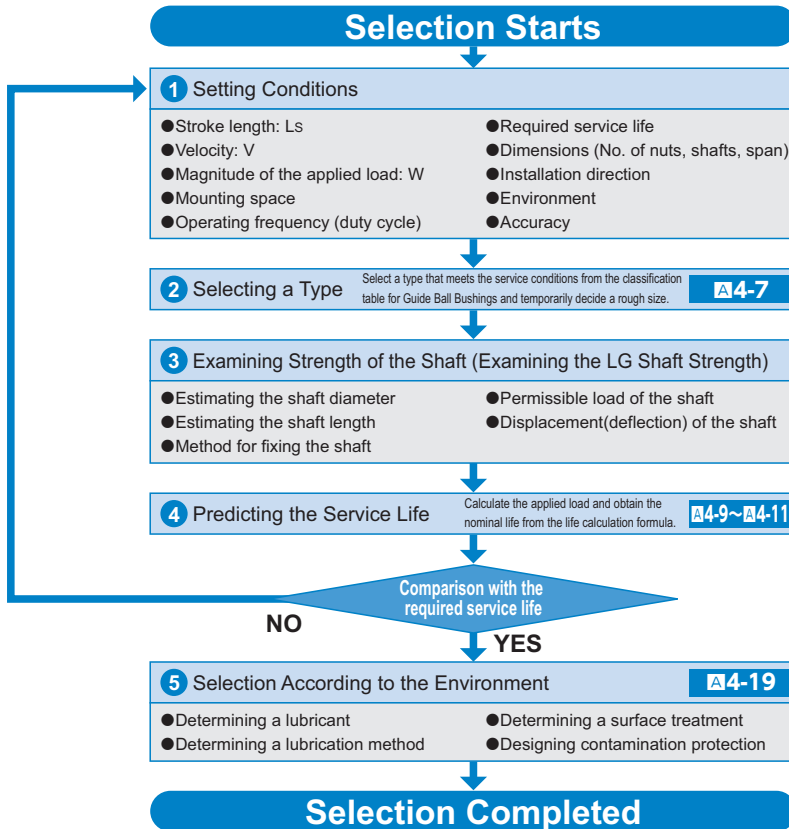 Selection Starts
1 Setting Conditions
●Stroke length: Ls
●Velocity: V
●Magnitude of the applied load: W
●Mounting space
●Operating frequency (duty cycle)
●Required service life
●Dimensions (No. of nuts, shafts, span)
●Installation direction
●Environment
●Accuracy
2 Selecting a Type
Select a type that meets the service conditions from the classification
table for Guide Ball Bushings and temporarily decide a rough size.
A4-7
3 Examining Strength of the Shaft (Examining the LG Shaft Strength)
●Estimating the shaft diameter
●Estimating the shaft length
●Method for fixing the shaft
●Permissible load of the shaft
●Displacement(deflection) of the shaft
4 Predicting the Service Life
Calculate the applied load and obtain the
nominal life from the life calculation formula.
A4-9~A4-11
Comparison with the
required service life
NO
YES
5 Selection According to the Environment
A4-19
●Determining a lubricant
●Determining a lubrication method
●Determining a surface treatment
●Designing contamination protection
Selection Completed